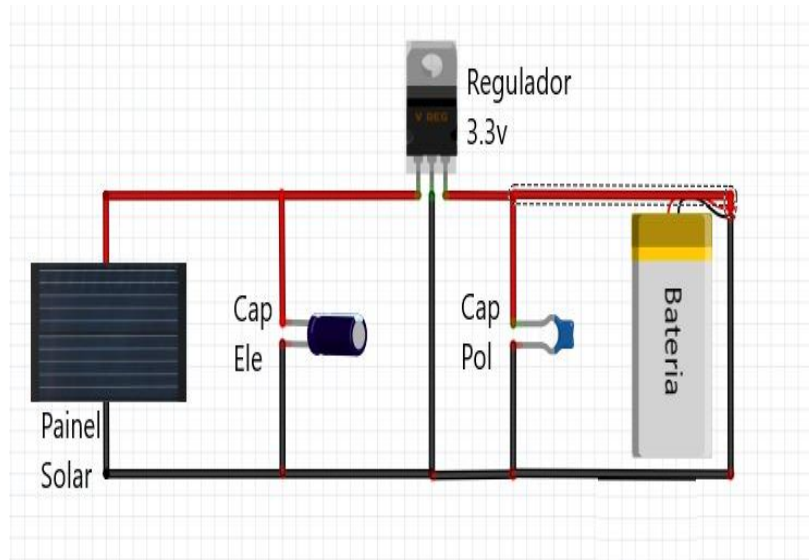 Regulador
3.3v
V REG
Cap
Ele
Cap
Pol
Bateria
Painel
Solar